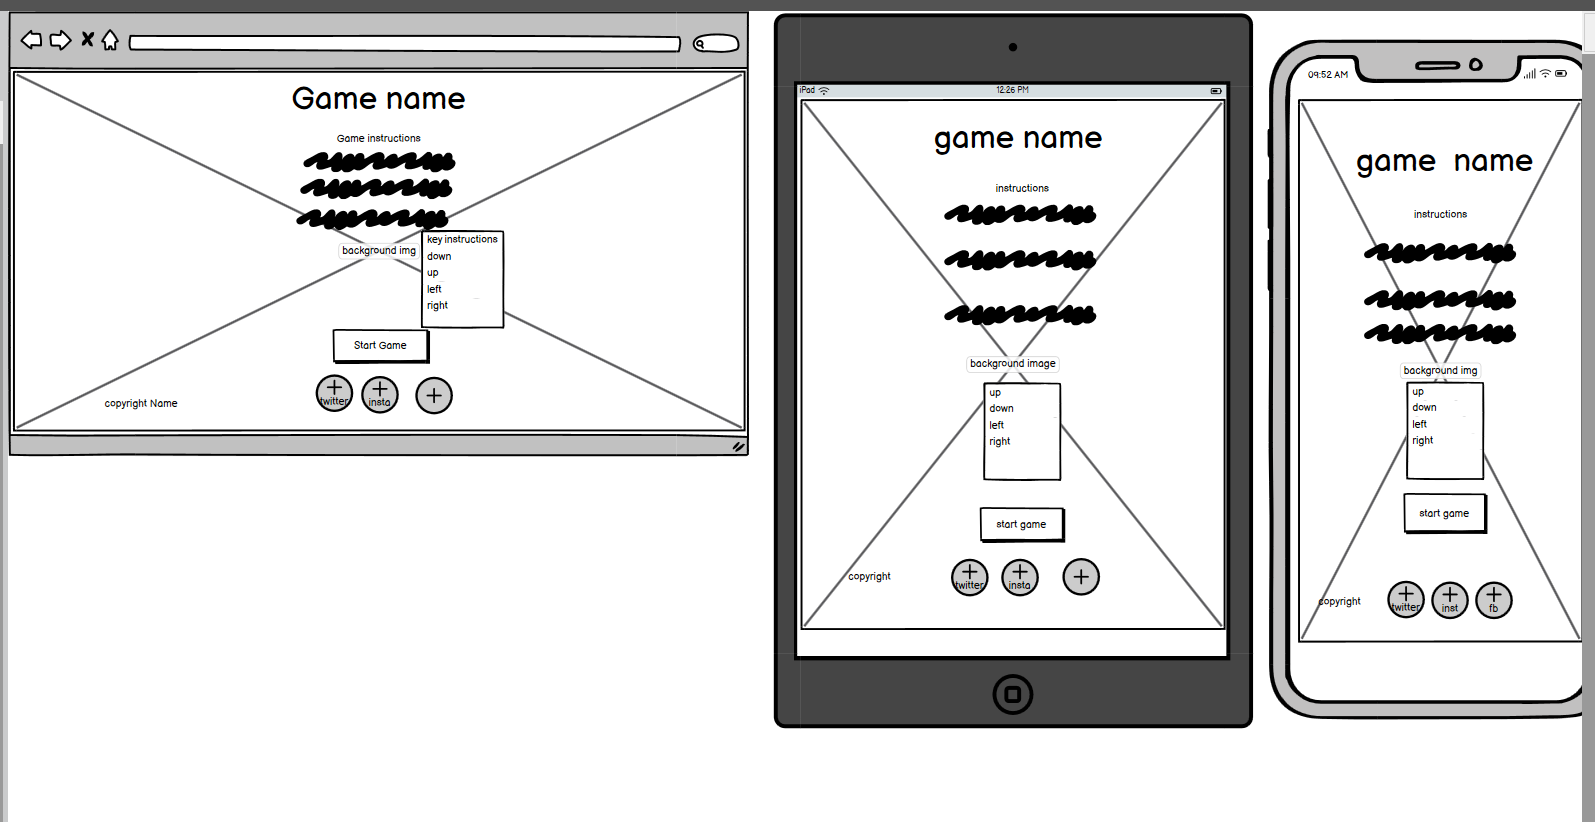 Game name
Game instructions
background img
key instructions
down
up
left
right
Start Game
twitter
insta
copyright Name
iPad
12:26 PM
game name
instructions
background image
up
down
left
right
start game
copyright
twitter
insta
09:52 AM
game name
instructions
background img
up
down
left
right
start game
copyright
twitter
inst
fb